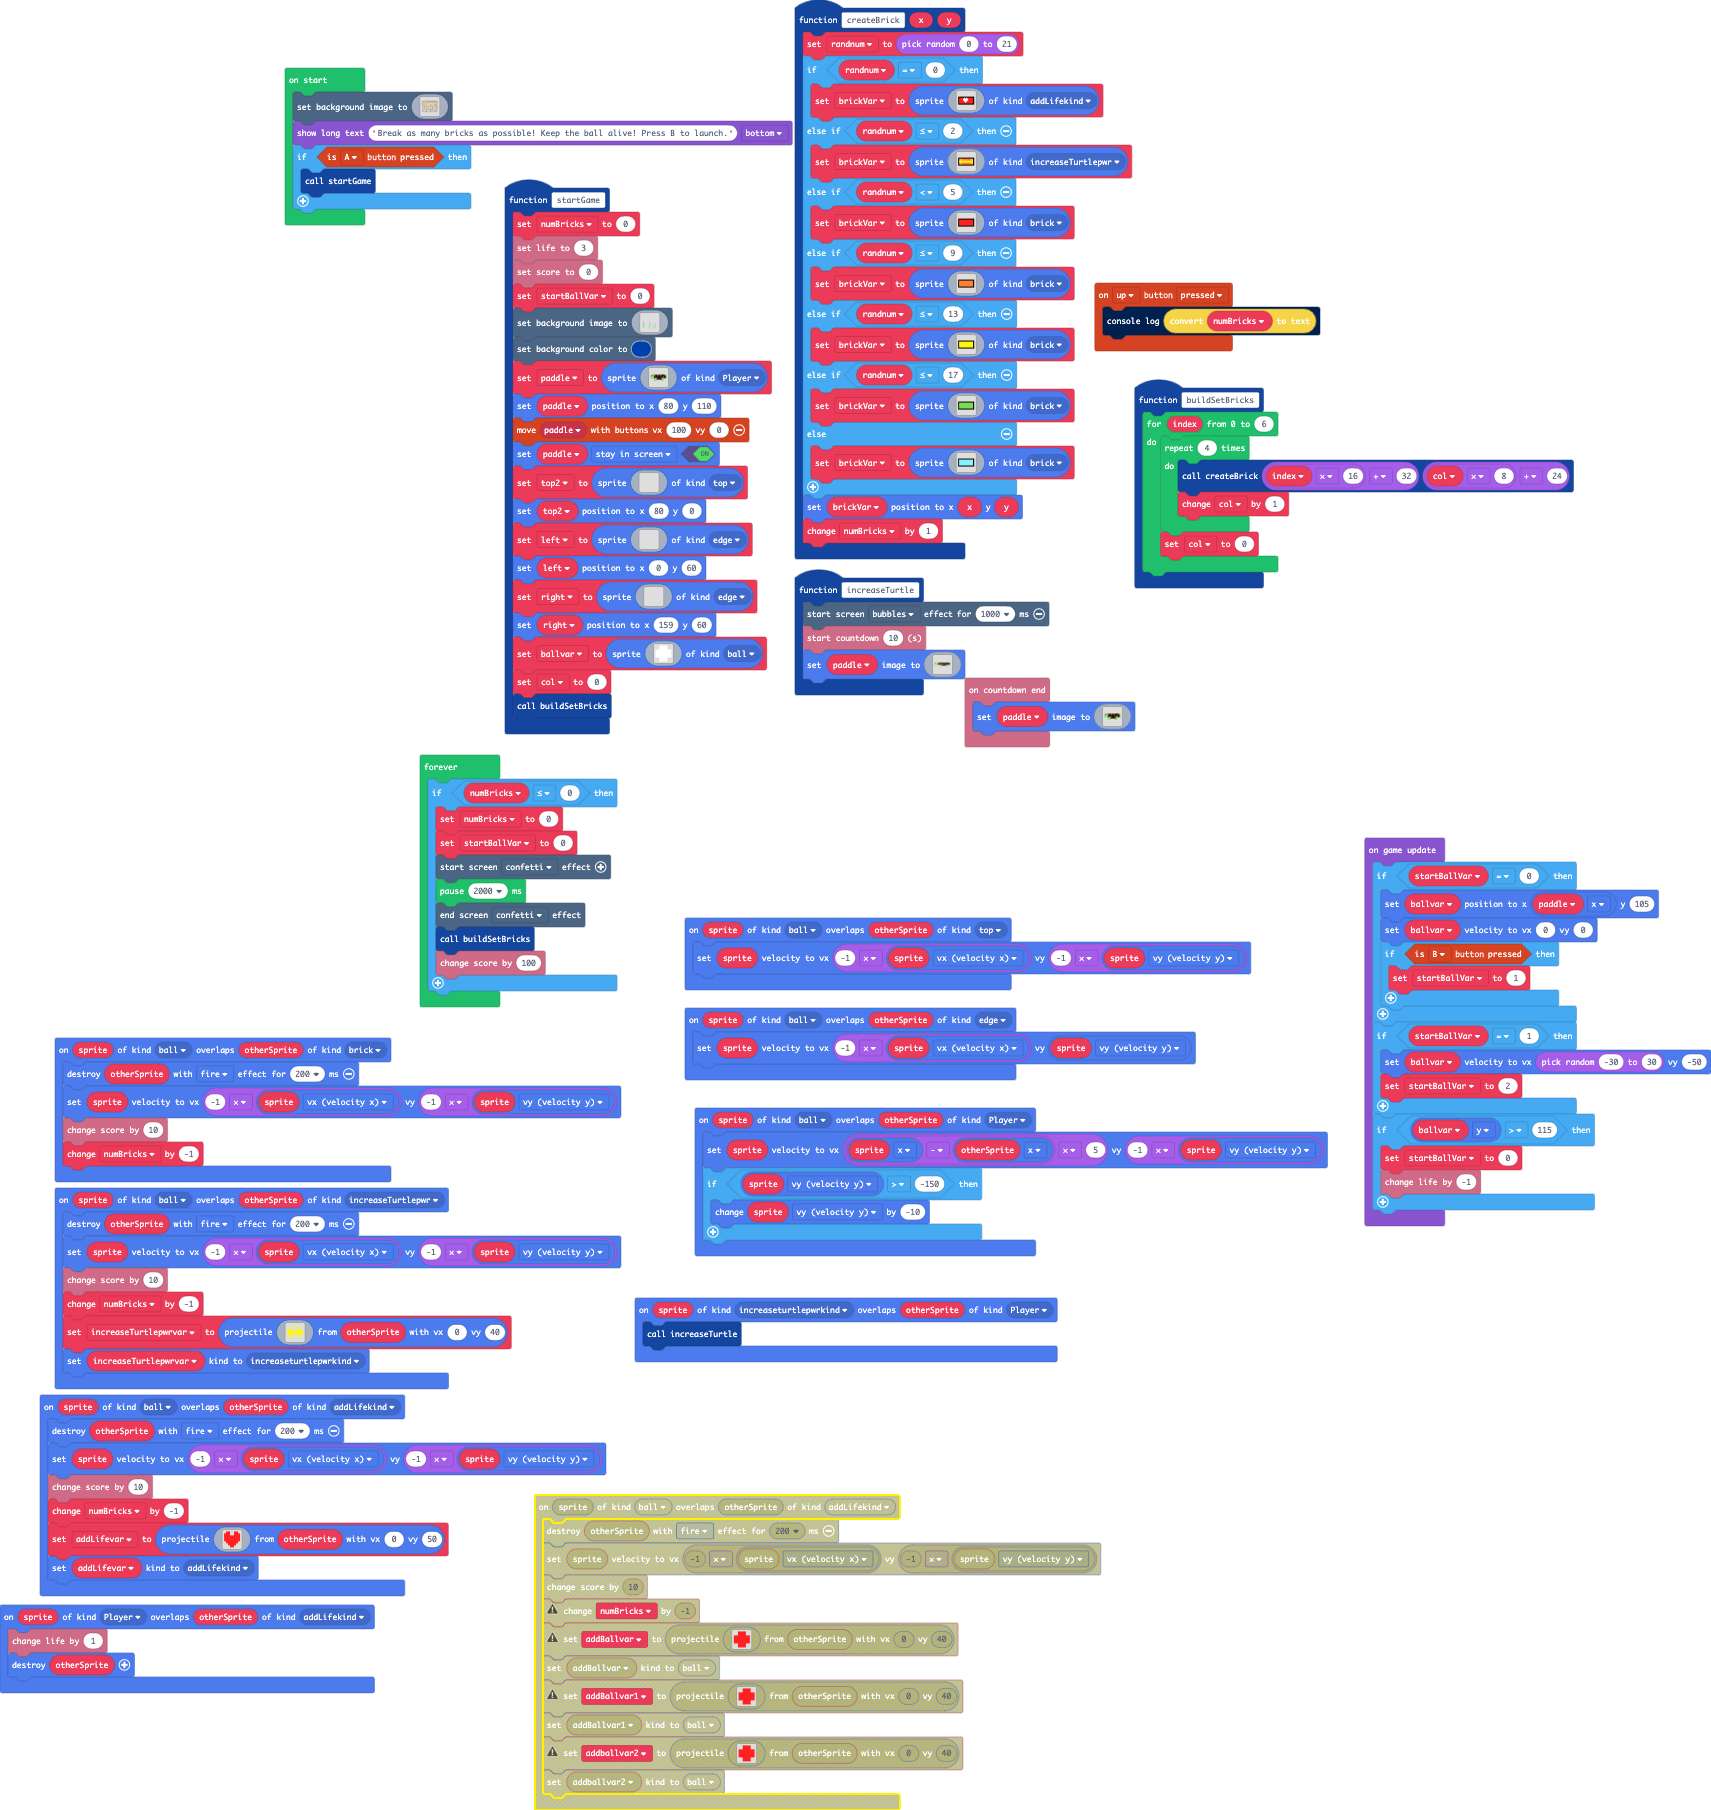 on start
set background image to
show long text "Break as many bricks as possible! Keep the ball alive! Press B to launch." bottom
if is A button pressed then
call startGame
function startGame
set numBricks to 0
set life to 3
set score to 0
set startBallVar to 0
set background image to
set background color to
set paddle to sprite of kind Player
set paddle position to x 80 y 110
move paddle with buttons vx 100 vy 0
set paddle stay in screen ON
set top2 to sprite of kind top
set top2 position to x 80 y 0
set left to sprite of kind edge
set left position to x 0 y 60
set right to sprite of kind edge
set right position to x 159 y 60
set ballvar to sprite of kind ball
set col to 0
call buildSetBricks
function createBrick x y
set randnum to pick random 0 to 21
if randnum = 0 then
set brickVar to sprite of kind addLifekind
else if randnum ≤ 2 then
set brickVar to sprite of kind increaseTurtlepwr
else if randnum < 5 then
set brickVar to sprite of kind brick
else if randnum ≤ 9 then
set brickVar to sprite of kind brick
else if randnum ≤ 13 then
set brickVar to sprite of kind brick
else if randnum ≤ 17 then
set brickVar to sprite of kind brick
else
set brickVar to sprite of kind brick
set brickVar position to x x y y
change numBricks by 1
on up button pressed
console log convert numBricks to text
function buildSetBricks
for index from 0 to 6
do repeat 4 times
do call createBrick index × 16 + 32 col × 8 + 24
change col by 1
set col to 0
function increaseTurtle
start screen bubbles effect for 1000 ms
start countdown 10 (s)
set paddle image to
on countdown end
set paddle image to
forever
if numBricks ≤ 0 then
set numBricks to 0
set startBallVar to 0
start screen confetti effect
pause 2000 ms
end screen confetti effect
call buildSetBricks
change score by 100
on game update
if startBallVar = 0 then
set ballvar position to x paddle x y 105
set ballvar velocity to vx 0 vy 0
if is B button pressed then
set startBallVar to 1
if startBallVar = 1 then
set ballvar velocity to vx pick random -30 to 30 vy -50
set startBallVar to 2
if ballvar y > 115 then
set startBallVar to 0
change life by -1
on sprite of kind ball overlaps otherSprite of kind top
set sprite velocity to vx -1 × sprite vx (velocity x) vy -1 × sprite vy (velocity y)
on sprite of kind ball overlaps otherSprite of kind edge
set sprite velocity to vx -1 × sprite vx (velocity x) vy sprite vy (velocity y)
on sprite of kind ball overlaps otherSprite of kind Player
set sprite velocity to vx sprite x - otherSprite x × 5 vy -1 × sprite vy (velocity y)
if sprite vy (velocity y) > -150 then
change sprite vy (velocity y) by -10
on sprite of kind increaseturtlepwrkind overlaps otherSprite of kind Player
call increaseTurtle
on sprite of kind ball overlaps otherSprite of kind brick
destroy otherSprite with fire effect for 200 ms
set sprite velocity to vx -1 × sprite vx (velocity x) vy -1 × sprite vy (velocity y)
change score by 10
change numBricks by -1
on sprite of kind ball overlaps otherSprite of kind increaseTurtlepwr
destroy otherSprite with fire effect for 200 ms
set sprite velocity to vx -1 × sprite vx (velocity x) vy -1 × sprite vy (velocity y)
change score by 10
change numBricks by -1
set increaseTurtlepwrvar to projectile from otherSprite with vx 0 vy 40
set increaseTurtlepwrvar kind to increaseturtlepwrkind
on sprite of kind ball overlaps otherSprite of kind addLifekind
destroy otherSprite with fire effect for 200 ms
set sprite velocity to vx -1 × sprite vx (velocity x) vy -1 × sprite vy (velocity y)
change score by 10
change numBricks by -1
set addLifevar to projectile from otherSprite with vx 0 vy 50
set addLifevar kind to addLifekind
on sprite of kind Player overlaps otherSprite of kind addLifekind
change life by 1
destroy otherSprite
on sprite of kind ball overlaps otherSprite of kind addLifekind
destroy otherSprite with fire effect for 200 ms
set sprite velocity to vx -1 × sprite vx (velocity x) vy -1 × sprite vy (velocity y)
change score by 10
change numBricks by -1
set addBallvar to projectile from otherSprite with vx 0 vy 40
set addBallvar kind to ball
set addBallvar1 to projectile from otherSprite with vx 0 vy 40
set addBallvar1 kind to ball
set addballvar2 to projectile from otherSprite with vx 0 vy 40
set addballvar2 kind to ball